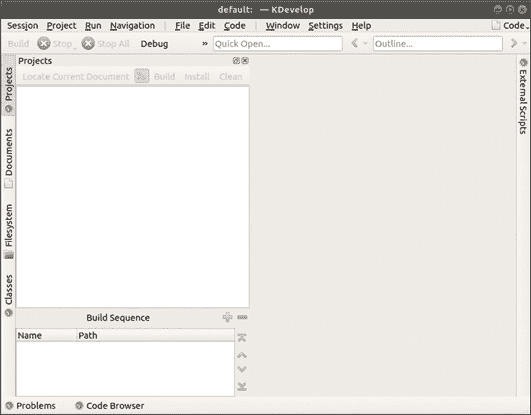 default:  — KDevelop
Session Project Run Navigation File Edit Code Window Settings Help Code.
Build Stop Stop All Debug » Quick Open... Outline...
Projects
Locate Current Document Build Install Clean
Projects
Documents
Filesystem
Classes
External Scripts
Build Sequence
Name Path
Problems Code Browser